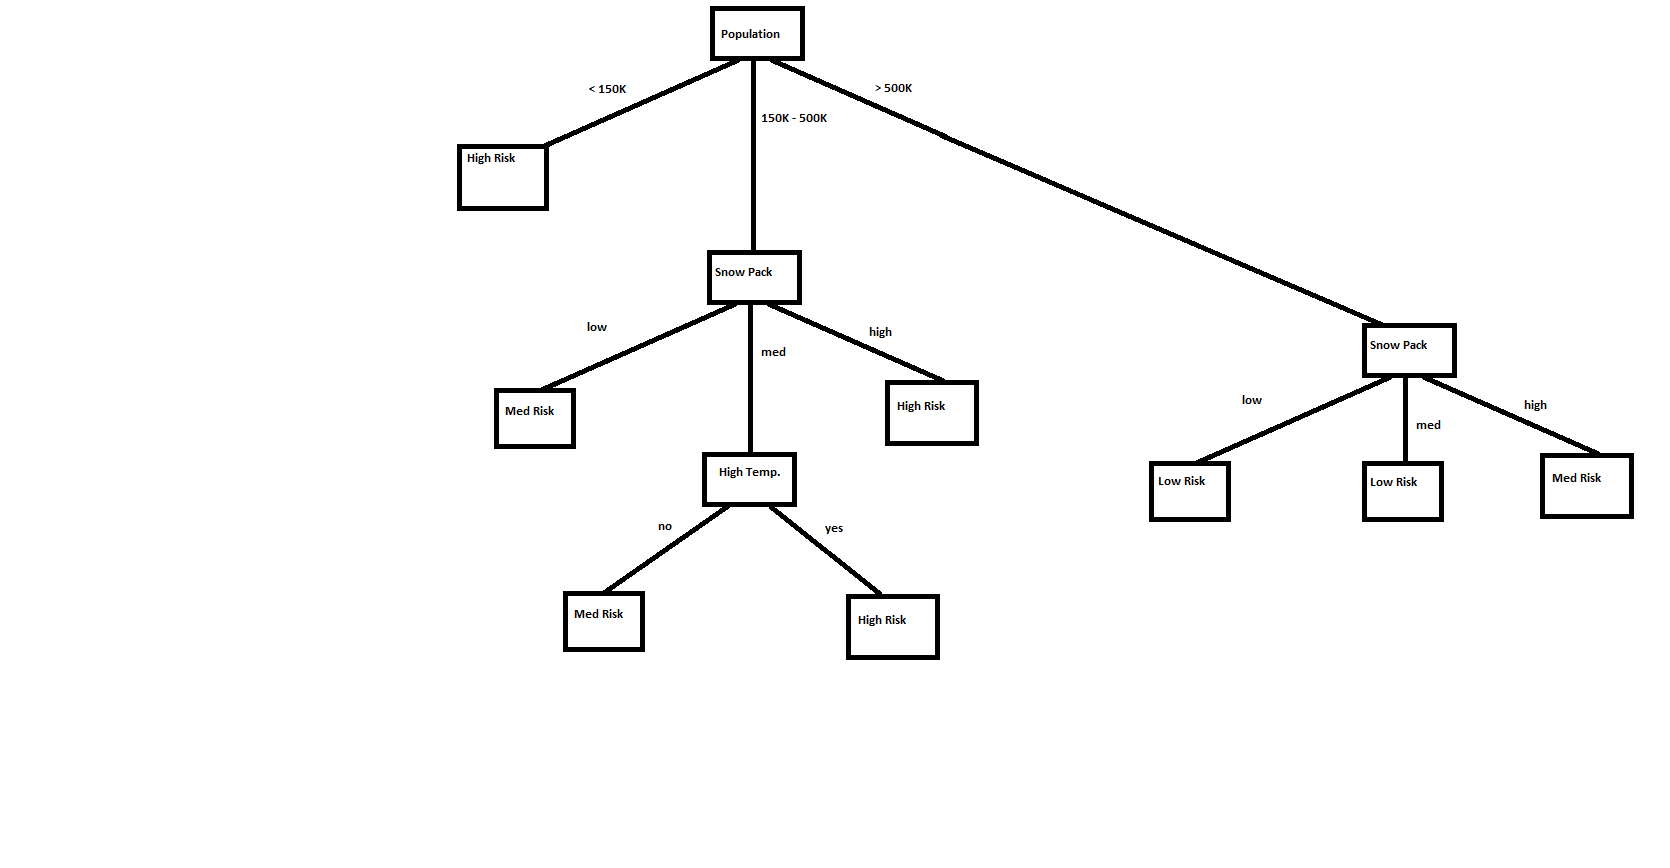 Population
< 150K
> 500K
150K - 500K
High Risk
Snow Pack
low
high
med
Snow Pack
Med Risk
High Risk
low
high
med
High Temp.
Low Risk
Low Risk
Med Risk
no
yes
Med Risk
High Risk